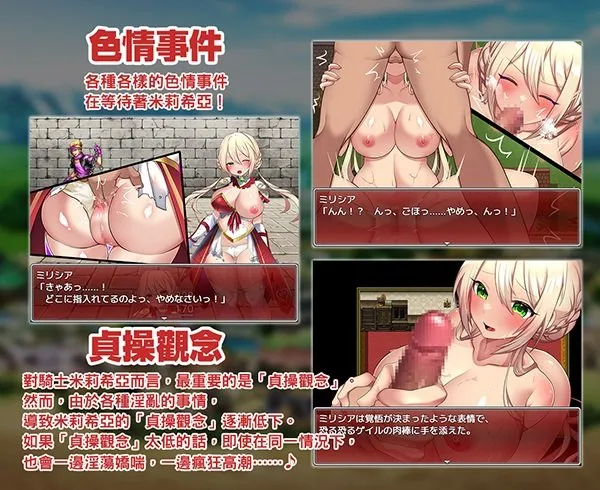 色情事件
各種各樣的色情事件
在等待著米莉希亞！
ミリシア
「きゃあっ……！
どこに指入れてるのよっ、やめなさいっ！」
ミリシア
「んん！？　んっ、ごぼっ……やめっ、んっ！」
貞操觀念
對騎士米莉希亞而言，最重要的是「貞操觀念」。
然而，由於各種淫亂的事情，
導致米莉希亞的「貞操觀念」逐漸低下。
如果「貞操觀念」太低的話，即使在同一情況下，
也會一邊淫蕩嬌喘，一邊瘋狂高潮……♪
ミリシアは覚悟が決まったような表情で、
恐る恐るゲイルの肉棒に手を添えた。